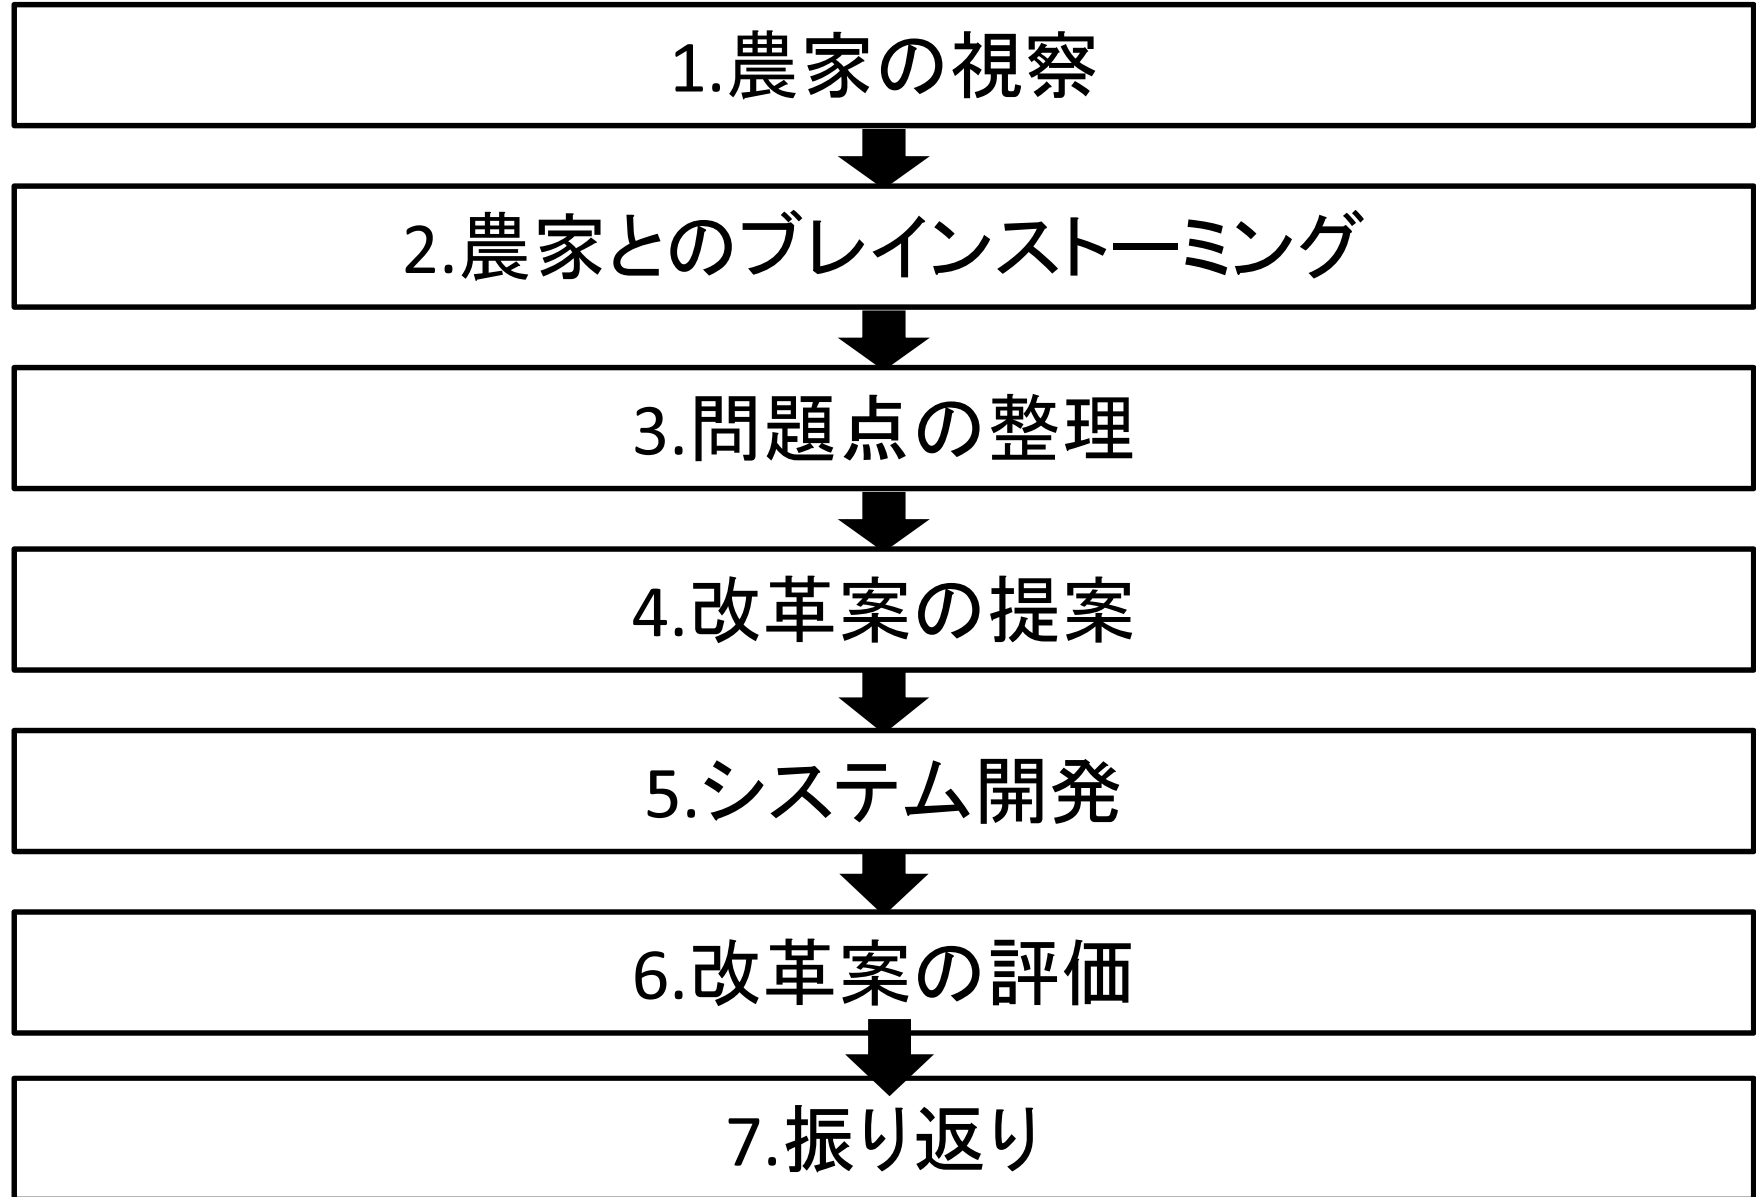 1.農家の視察
2.農家とのブレインストーミング
3.問題点の整理
4.改革案の提案
5.システム開発
6.改革案の評価
7.振り返り